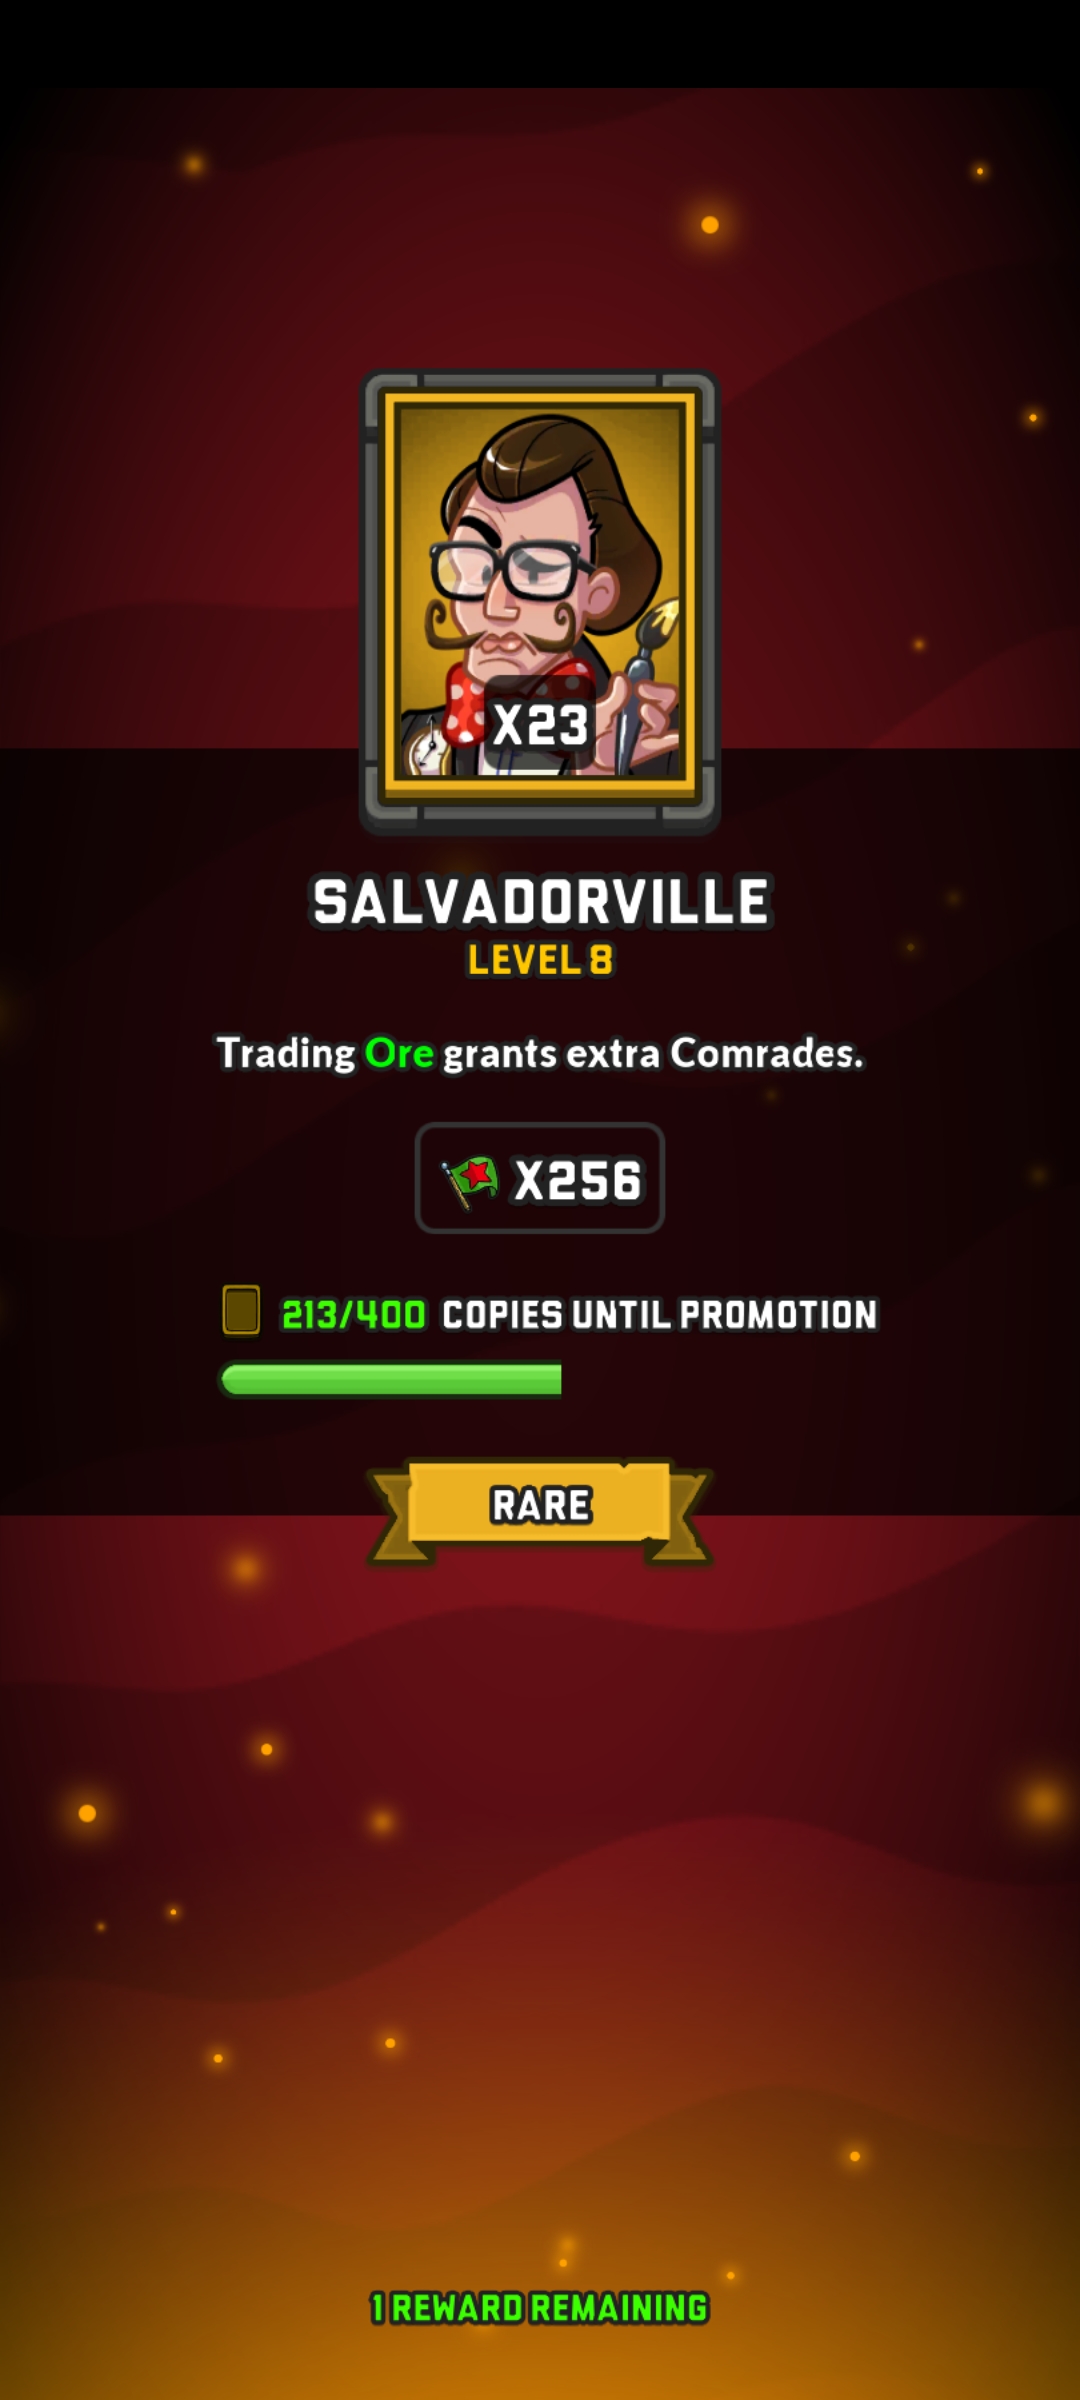 X23
SALVADORVILLE
LEVEL 8
Trading Ore grants extra Comrades.
X256
213/400 COPIES UNTIL PROMOTION
RARE
1 REWARD REMAINING